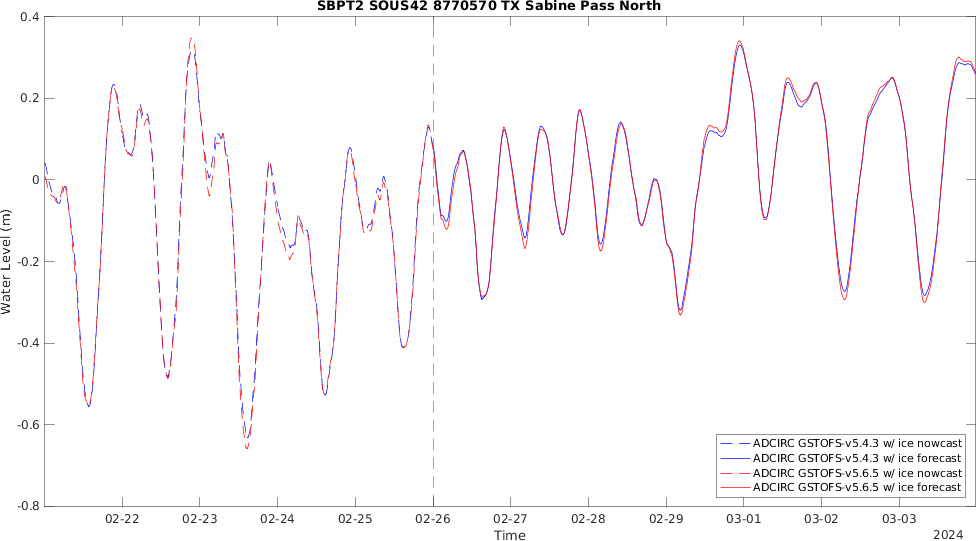 SBPT2 SOUS42 8770570 TX Sabine Pass North
0.4
0.2
0
-0.2
-0.4
-0.6
-0.8
Water Level (m)
02-22 02-23 02-24 02-25 02-26 02-27 02-28 02-29 03-01 03-02 03-03
Time
2024
ADCIRC GSTOFS-v5.4.3 w/ ice nowcast
ADCIRC GSTOFS-v5.4.3 w/ ice forecast
ADCIRC GSTOFS-v5.6.5 w/ ice nowcast
ADCIRC GSTOFS-v5.6.5 w/ ice forecast